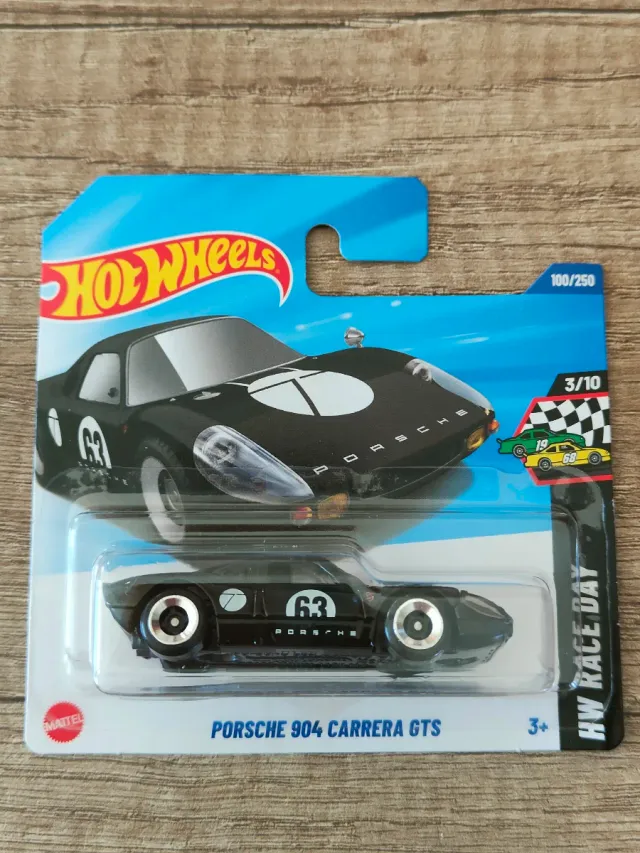 HOT WHEELS
100/250
3/10
19
68
63
PORSCHE
63
PORSCHE
HW RACE DAY
MATTEL
PORSCHE 904 CARRERA GTS
3+